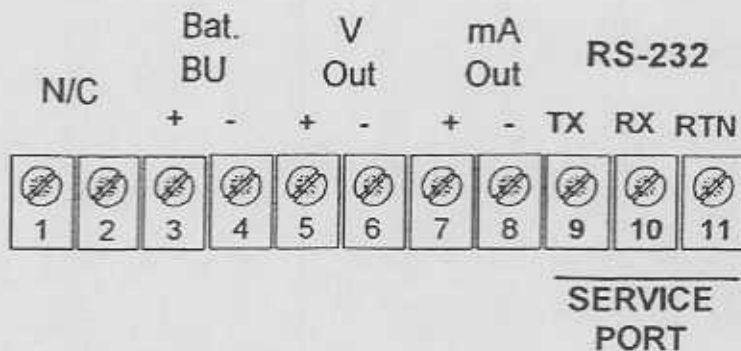 Bat. V mA
BU Out Out RS-232
N/C
+ - + - + - TX RX RTN
1 2 3 4 5 6 7 8 9 10 11
SERVICE
PORT